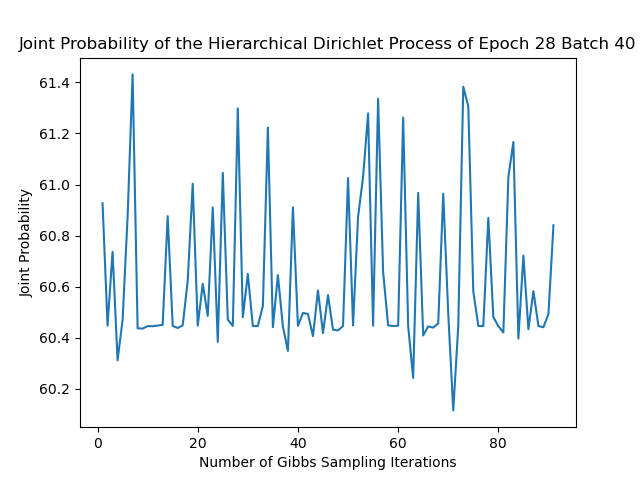 Joint Probability of the Hierarchical Dirichlet Process of Epoch 28 Batch 40
61.4
61.2
61.0
60.8
60.6
60.4
60.2
Joint Probability
0 20 40 60 80
Number of Gibbs Sampling Iterations